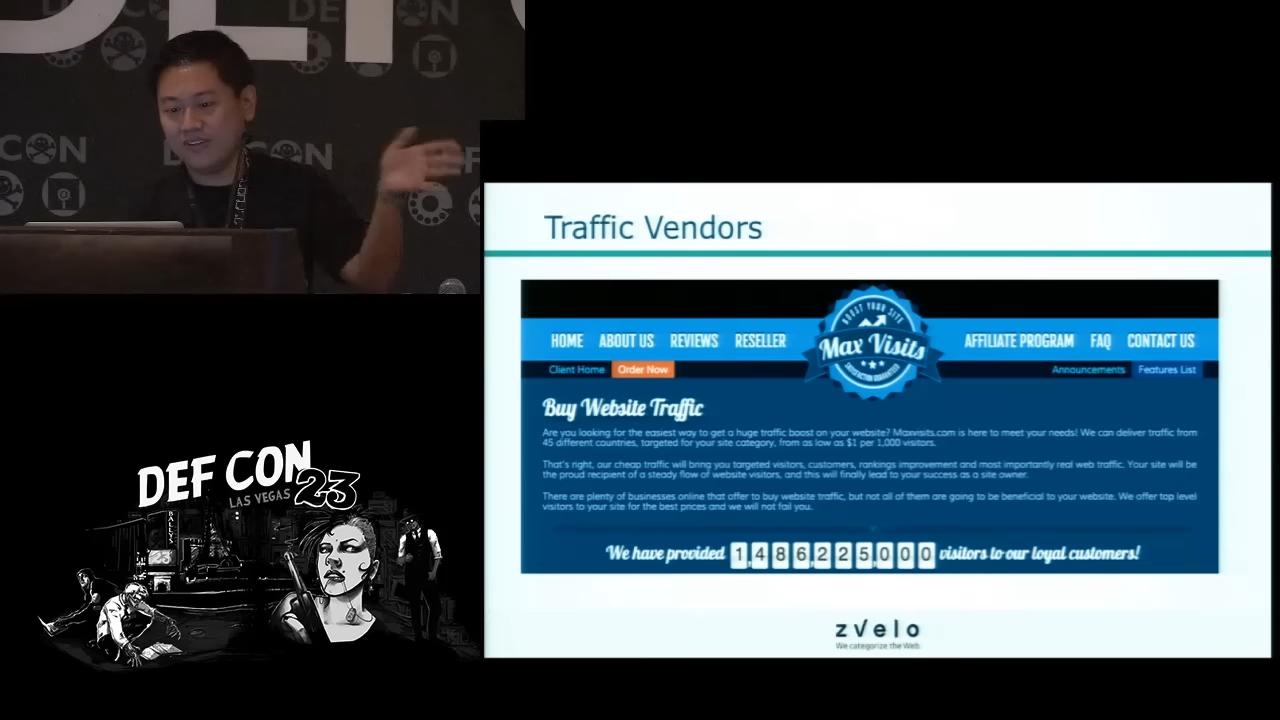 DEF CON
DEF CON
CON
DEF CON
Traffic Vendors
BOOST YOUR SITE
Max Visits
SATISFACTION GUARANTEED
HOME ABOUT US REVIEWS RESELLER
AFFILIATE PROGRAM FAQ CONTACT US
Client Home Order Now
Announcements Features List
Buy Website Traffic
Are you looking for the easiest way to get a huge traffic boost on your website? Maxvisits.com is here to meet your needs! We can deliver traffic from
45 different countries, targeted for your site category, from as low as $1 per 1,000 visitors.
That's right, our cheap traffic will bring you targeted visitors, customers, rankings improvement and most importantly real web traffic. Your site will be
the proud recipient of a steady flow of website visitors, and this will finally lead to your success as a site owner.
There are plenty of businesses online that offer to buy website traffic, but not all of them are going to be beneficial to your website. We offer top level
visitors to your site for the best prices and we will not fail you.
We have provided 1,486,225,000 visitors to our loyal customers!
zvelo
We categorize the Web.
DEF CON
LAS VEGAS 23
BALLY'S
23